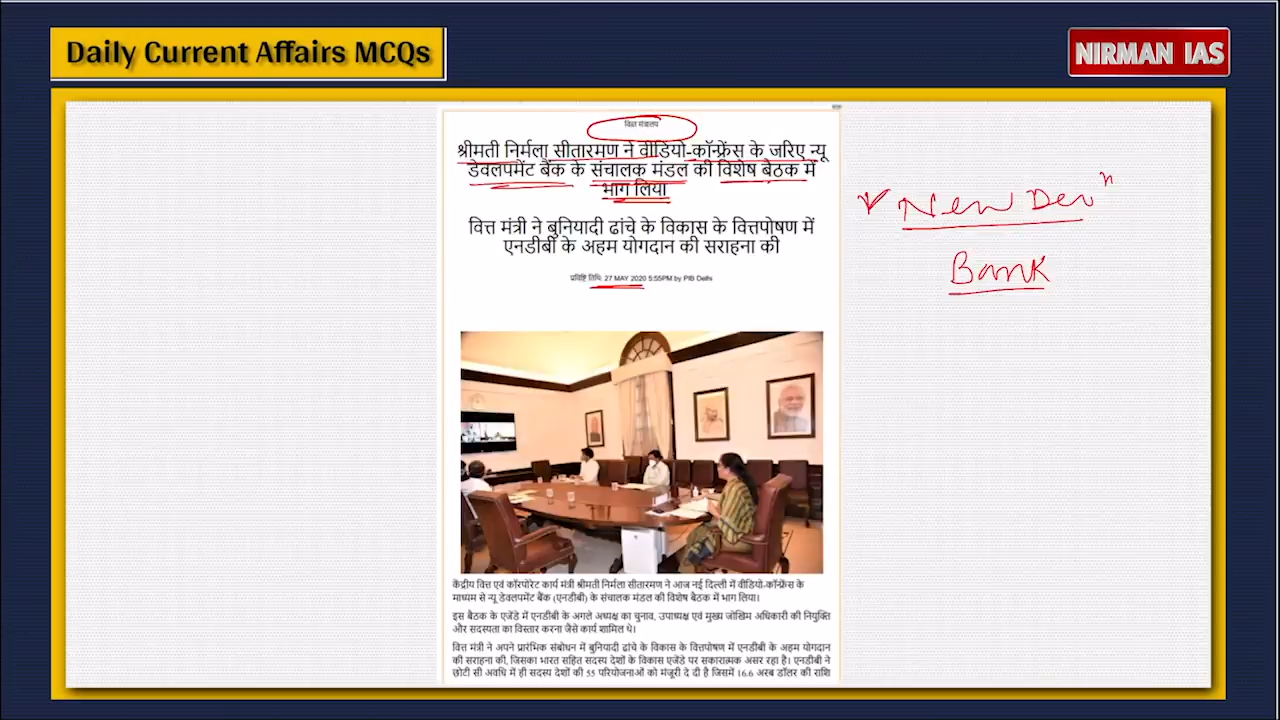 Daily Current Affairs MCQs
NIRMAN IAS
वित्त मंत्रालय
श्रीमती निर्मला सीतारमण ने वीडियो-कॉन्फ्रेंस के जरिए न्यू
डेवलपमेंट बैंक के संचालक मंडल की विशेष बैठक में
भाग लिया
वित्त मंत्री ने बुनियादी ढांचे के विकास के वित्तपोषण में
एनडीबी के अहम योगदान की सराहना की
प्रविष्टि तिथि: 27 MAY 2020 5:55PM by PIB Delhi
New Devn
Bank
केंद्रीय वित्त एवं कॉरपोरेट कार्य मंत्री श्रीमती निर्मला सीतारमण ने आज नई दिल्ली में वीडियो-कॉन्फ्रेंस के
माध्यम से न्यू डेवलपमेंट बैंक (एनडीबी) के संचालक मंडल की विशेष बैठक में भाग लिया।
इस बैठक के एजेंडे में एनडीबी के अगले अध्यक्ष का चुनाव, उपाध्यक्ष एवं मुख्य जोखिम अधिकारी की नियुक्ति
और सदस्यता का विस्तार करना जैसे कार्य शामिल थे।
वित्त मंत्री ने अपने प्रारंभिक संबोधन में बुनियादी ढांचे के विकास के वित्तपोषण में एनडीबी के अहम योगदान
की सराहना की, जिसका भारत सहित सदस्य देशों के विकास एजेंडे पर सकारात्मक असर रहा है। एनडीबी ने
छोटी सी अवधि में ही सदस्य देशों की 55 परियोजनाओं को मंजूरी दे दी है जिसमें 16.6 अरब डॉलर की राशि